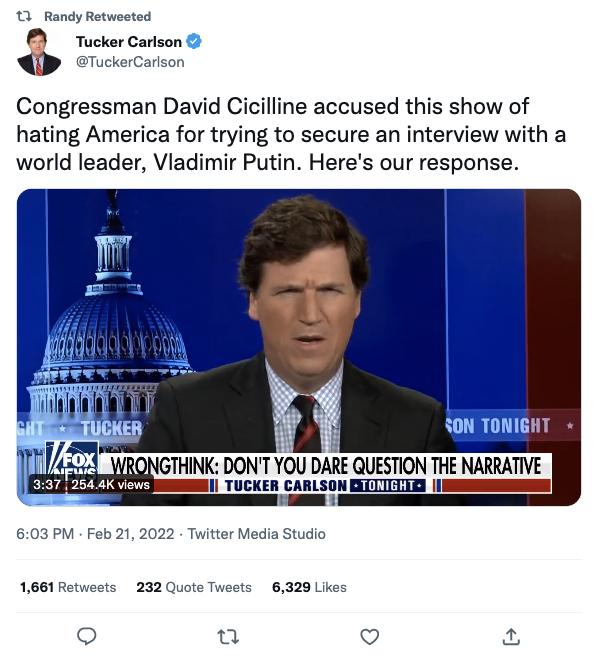 Randy Retweeted
Tucker Carlson
@TuckerCarlson
Congressman David Cicilline accused this show of
hating America for trying to secure an interview with a
world leader, Vladimir Putin. Here's our response.
GHT ★ TUCKER
SON TONIGHT ★
FOX
NEWS
WRONGTHINK: DON'T YOU DARE QUESTION THE NARRATIVE
3:37 254.4K views
TUCKER CARLSON TONIGHT
6:03 PM · Feb 21, 2022 · Twitter Media Studio
1,661 Retweets 232 Quote Tweets 6,329 Likes